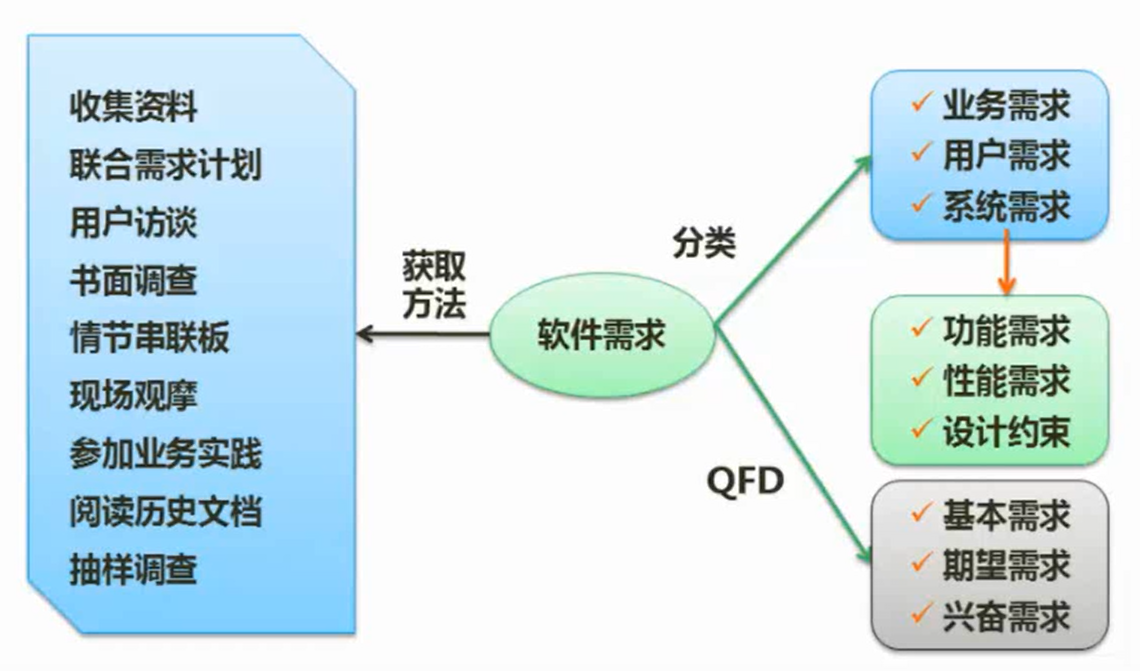 收集资料
联合需求计划
用户访谈
书面调查
情节串联板
现场观摩
参加业务实践
阅读历史文档
抽样调查
获取
方法
软件需求
分类
QFD
业务需求
用户需求
系统需求
功能需求
性能需求
设计约束
基本需求
期望需求
兴奋需求